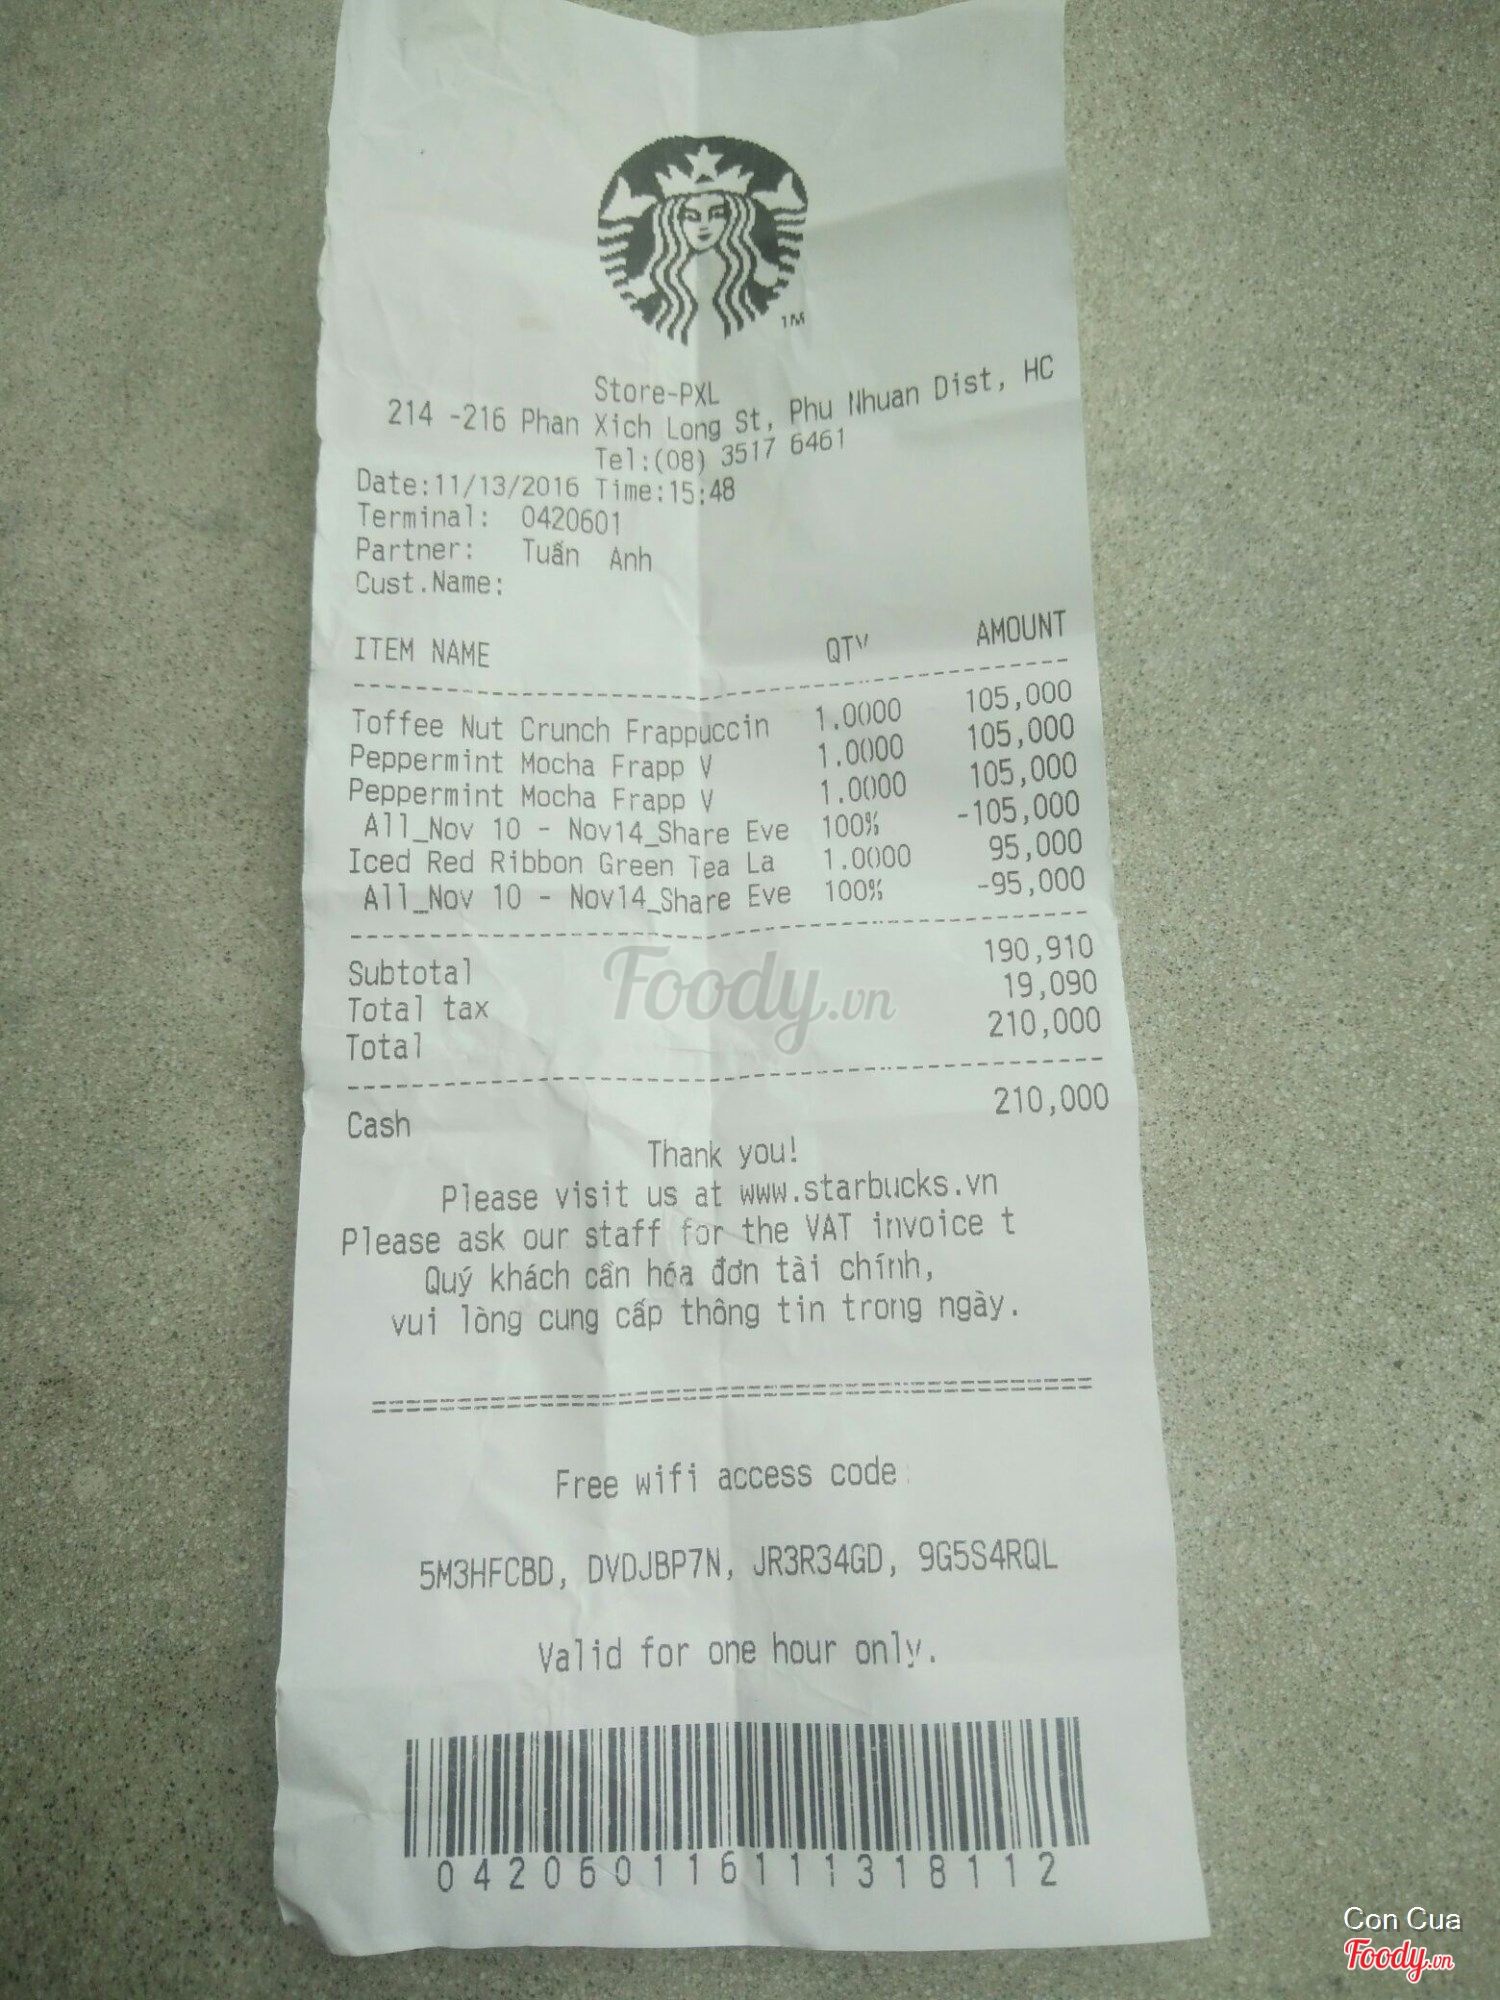 TM
Store-PXL
214 -216 Phan Xich Long St, Phu Nhuan Dist, HC
Tel:(08) 3517 6461
Date:11/13/2016 Time:15:48
Terminal: 0420601
Partner: Tuấn Anh
Cust.Name:
ITEM NAME QTY AMOUNT
Toffee Nut Crunch Frappuccin 1.0000 105,000
Peppermint Mocha Frapp V 1.0000 105,000
Peppermint Mocha Frapp V 1.0000 105,000
All_Nov 10 - Nov14_Share Eve 100% -105,000
Iced Red Ribbon Green Tea La 1.0000 95,000
All_Nov 10 - Nov14_Share Eve 100% -95,000
Subtotal 190,910
Total tax 19,090
Total 210,000
Foody.vn
Cash 210,000
Thank you!
Please visit us at www.starbucks.vn
Please ask our staff for the VAT invoice t
Quý khách cần hóa đơn tài chính,
vui lòng cung cấp thông tin trong ngày.
Free wifi access code:
5M3HFCBD, DVDJBP7N, JR3R34GD, 9G5S4RQL
Valid for one hour only.
042060116111318112
Con Cua
Foody.vn